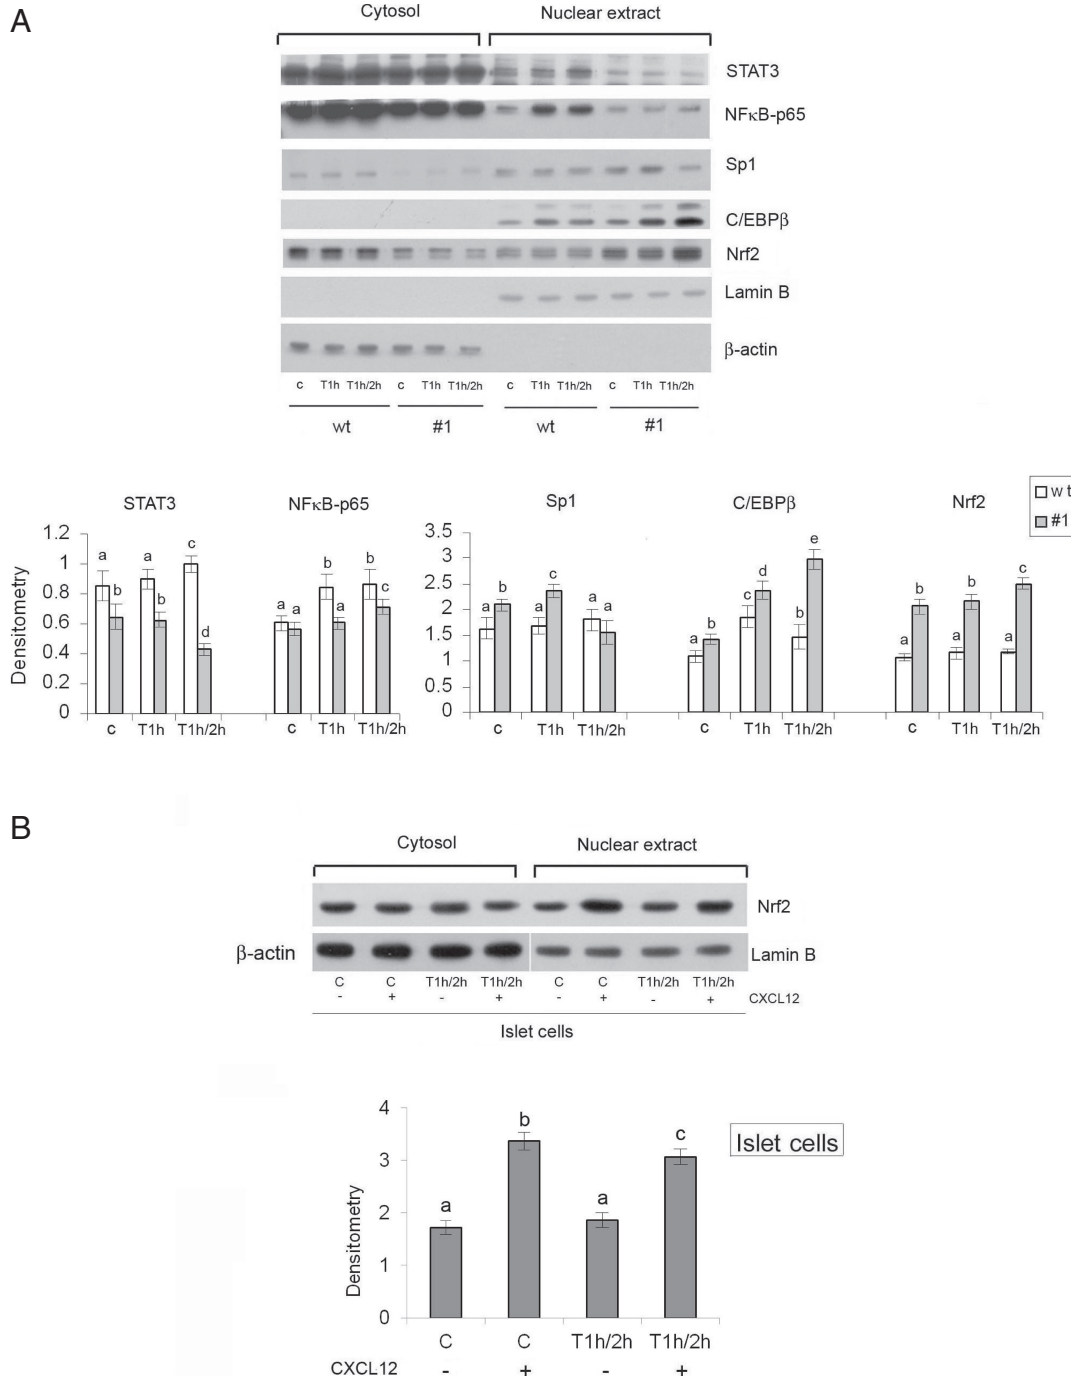 A
Cytosol Nuclear extract
STAT3
NFκB-p65
Sp1
C/EBPβ
Nrf2
Lamin B
β-actin
c T1h T1h/2h c T1h T1h/2h c T1h T1h/2h c T1h T1h/2h
wt #1 wt #1
STAT3 NFκB-p65 Sp1 C/EBPβ Nrf2
wt
#1
Densitometry
1.2
1
0.8
0.6
0.4
0.2
0
a b a b c d
a a b a b c
3.5
3
2.5
2
1.5
1
0.5
0
a b a c a a
a b c d b e
a b a b a c
c T1h T1h/2h c T1h T1h/2h c T1h T1h/2h c T1h T1h/2h c T1h T1h/2h
B
Cytosol Nuclear extract
Nrf2
β-actin Lamin B
C C T1h/2h T1h/2h C C T1h/2h T1h/2h
- + - + - + - + CXCL12
Islet cells
Densitometry
4
3
2
1
0
a b a c
Islet cells
C C T1h/2h T1h/2h
CXCL12 - + - +